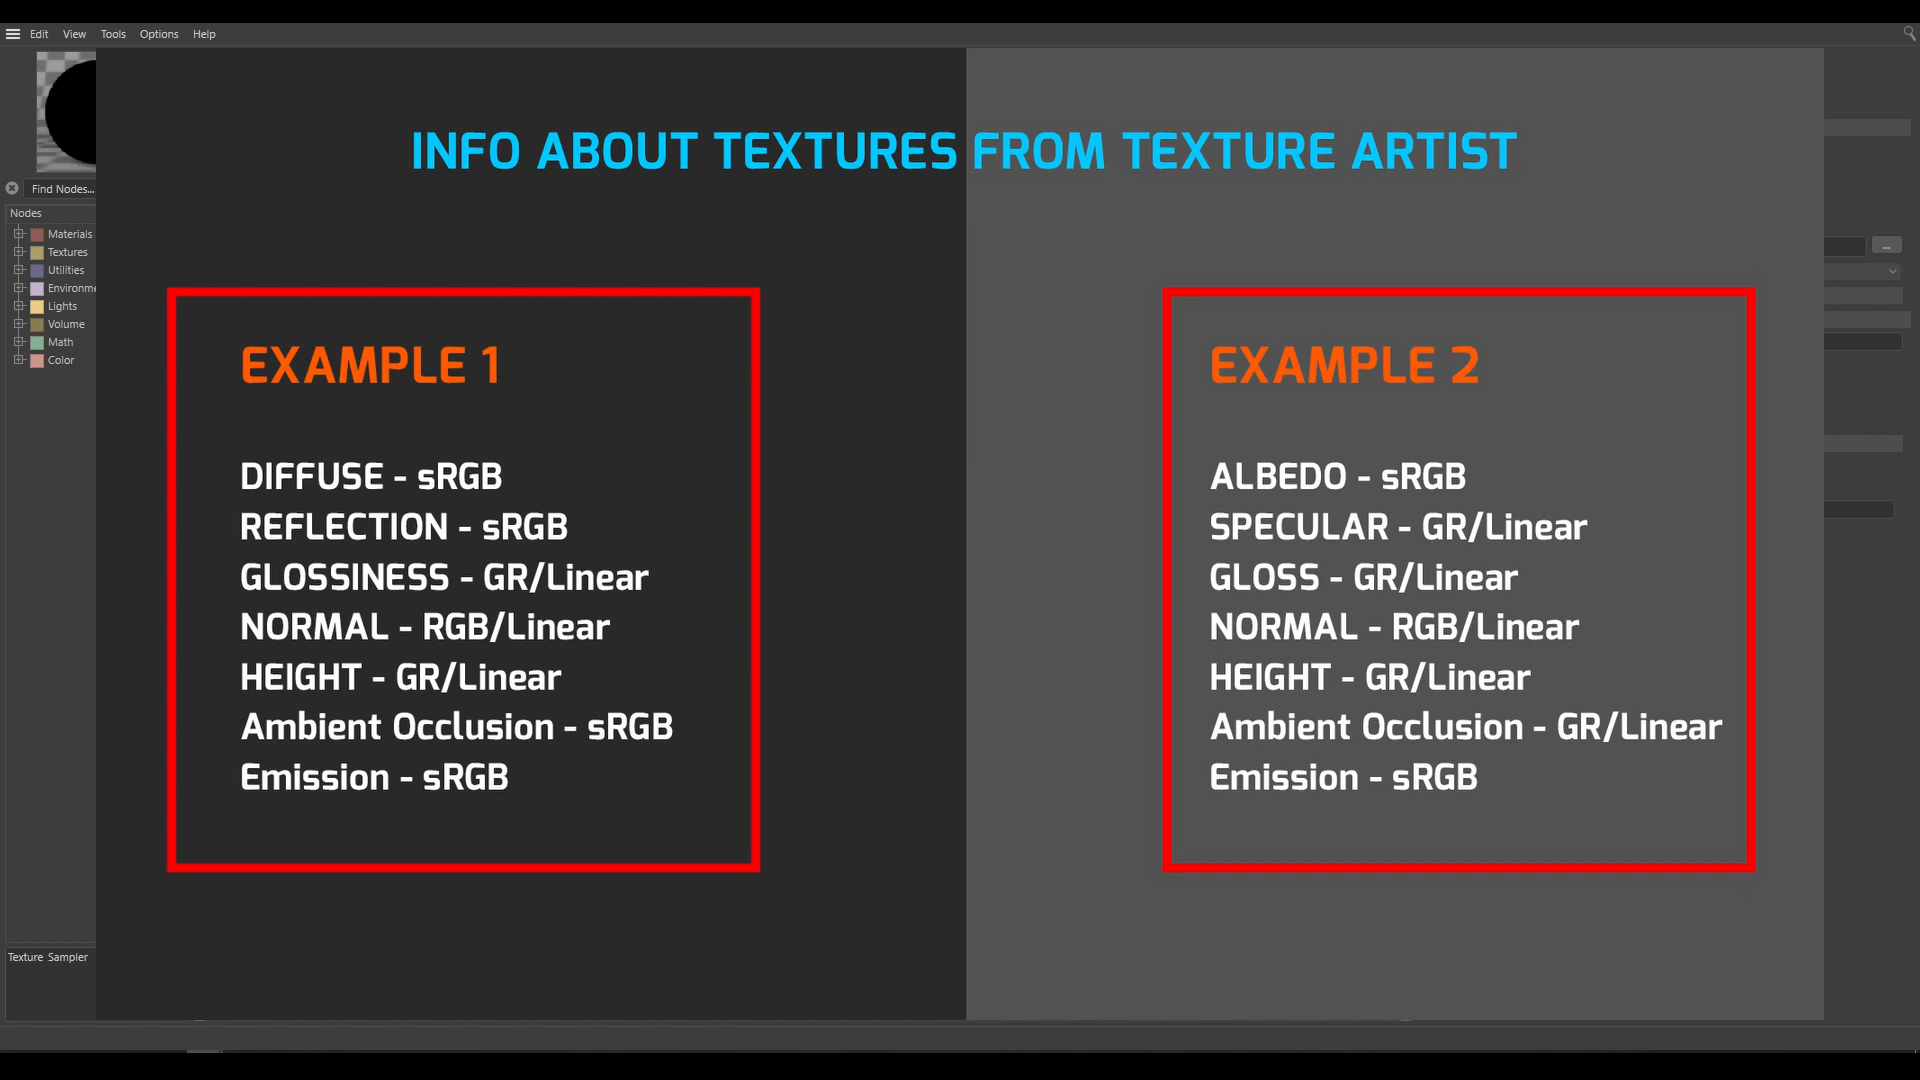 Edit View Tools Options Help
INFO ABOUT TEXTURES FROM TEXTURE ARTIST
Find Nodes...
Nodes
Materials
Textures
Utilities
Environme
Lights
Volume
Math
Color
...
EXAMPLE 1
DIFFUSE - sRGB
REFLECTION - sRGB
GLOSSINESS - GR/Linear
NORMAL - RGB/Linear
HEIGHT - GR/Linear
Ambient Occlusion - sRGB
Emission - sRGB
EXAMPLE 2
ALBEDO - sRGB
SPECULAR - GR/Linear
GLOSS - GR/Linear
NORMAL - RGB/Linear
HEIGHT - GR/Linear
Ambient Occlusion - GR/Linear
Emission - sRGB
Texture Sampler